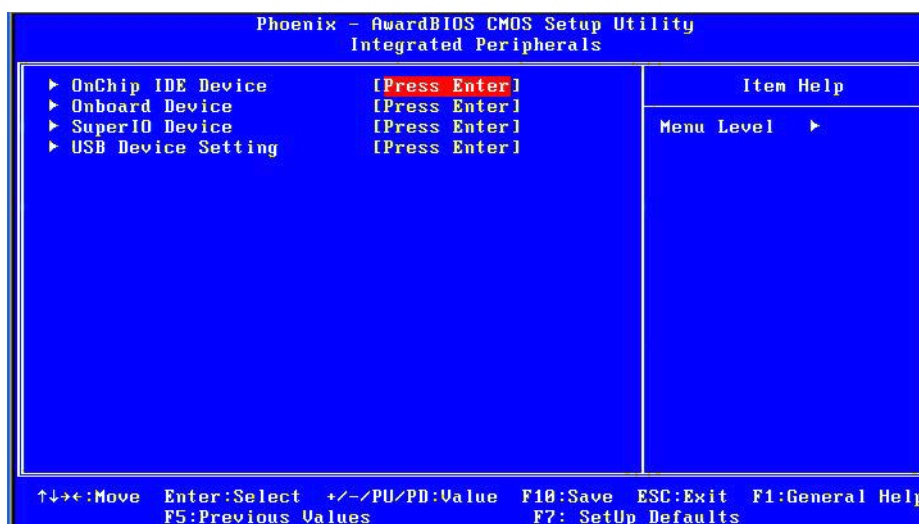 Phoenix - AwardBIOS CMOS Setup Utility
Integrated Peripherals
► OnChip IDE Device [Press Enter]
► Onboard Device [Press Enter]
► SuperIO Device [Press Enter]
► USB Device Setting [Press Enter]
Item Help
Menu Level ►
↑↓→←:Move Enter:Select +/-/PU/PD:Value F10:Save ESC:Exit F1:General Help
F5:Previous Values F7: SetUp Defaults